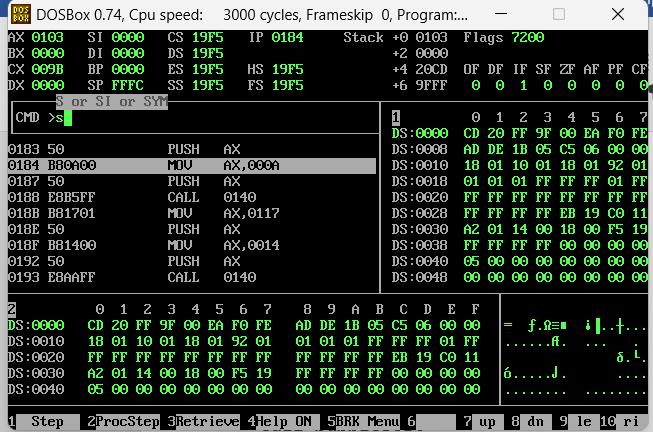 DOSBox 0.74, Cpu speed: 3000 cycles, Frameskip 0, Program:...
AX 0103 SI 0000 CS 19F5 IP 0184 Stack +0 0103 Flags 7200
BX 0000 DI 0000 DS 19F5 +2 0000
CX 009B BP 0000 ES 19F5 HS 19F5 +4 20CD OF DF IF SF ZF AF PF CF
DX 0000 SP FFFC SS 19F5 FS 19F5 +6 9FFF 0 0 1 0 0 0 0 0
S or SI or SYM
CMD >s
1 0 1 2 3 4 5 6 7
DS:0000 CD 20 FF 9F 00 EA F0 FE
DS:0008 AD DE 1B 05 C5 06 00 00
DS:0010 18 01 10 01 18 01 92 01
DS:0018 01 01 01 FF FF FF 01 FF
DS:0020 FF FF FF FF FF FF FF FF
DS:0028 FF FF FF FF EB 19 C0 11
DS:0030 A2 01 14 00 18 00 F5 19
DS:0038 FF FF FF FF 00 00 00 00
DS:0040 05 00 00 00 00 00 00 00
DS:0048 00 00 00 00 00 00 00 00
0183 50 PUSH AX
0184 B80A00 MOV AX,000A
0187 50 PUSH AX
0188 E8B5FF CALL 0140
018B B81701 MOV AX,0117
018E 50 PUSH AX
018F B81400 MOV AX,0014
0192 50 PUSH AX
0193 E8AAFF CALL 0140
2 0 1 2 3 4 5 6 7 8 9 A B C D E F
DS:0000 CD 20 FF 9F 00 EA F0 FE AD DE 1B 05 C5 06 00 00
DS:0010 18 01 10 01 18 01 92 01 01 01 01 FF FF FF 01 FF
DS:0020 FF FF FF FF FF FF FF FF FF FF FF FF EB 19 C0 11
DS:0030 A2 01 14 00 18 00 F5 19 FF FF FF FF 00 00 00 00
DS:0040 05 00 00 00 00 00 00 00 00 00 00 00 00 00 00 00
1 Step 2 ProcStep 3 Retrieve 4 Help ON 5 BRK Menu 6 7 up 8 dn 9 le 10 ri